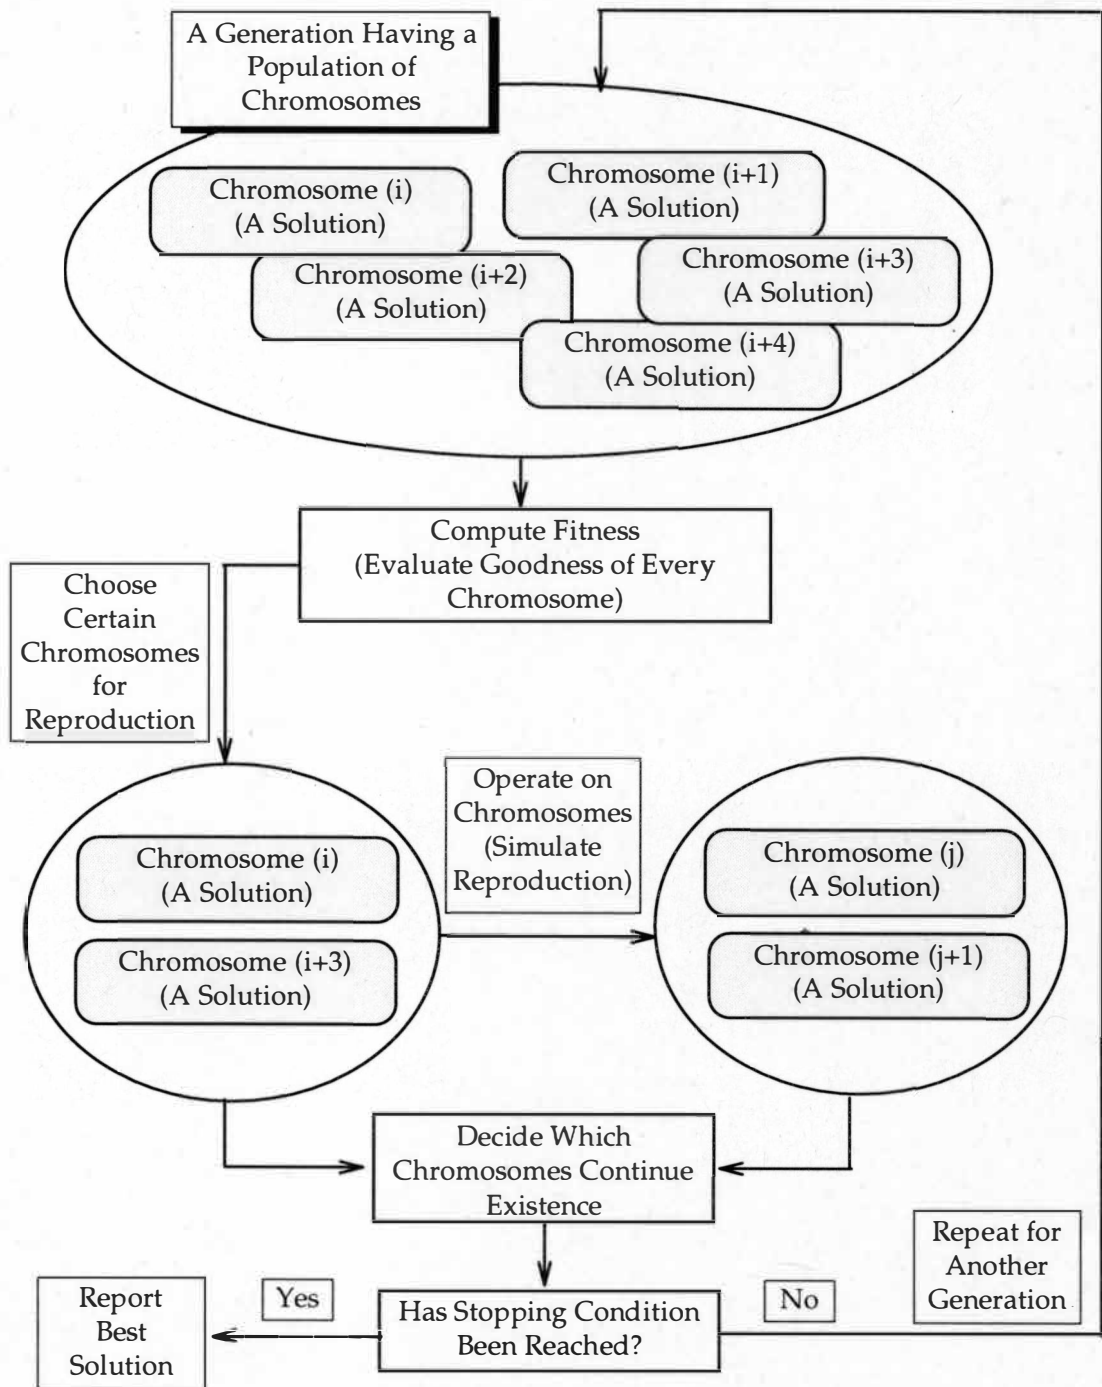 A Generation Having a
Population of
Chromosomes
Chromosome (i)
(A Solution)
Chromosome (i+1)
(A Solution)
Chromosome (i+2)
(A Solution)
Chromosome (i+3)
(A Solution)
Chromosome (i+4)
(A Solution)
Compute Fitness
(Evaluate Goodness of Every
Chromosome)
Choose
Certain
Chromosomes
for
Reproduction
Operate on
Chromosomes
(Simulate
Reproduction)
Chromosome (i)
(A Solution)
Chromosome (i+3)
(A Solution)
Chromosome (j)
(A Solution)
Chromosome (j+1)
(A Solution)
Decide Which
Chromosomes Continue
Existence
Has Stopping Condition
Been Reached?
Yes
Report
Best
Solution
No
Repeat for
Another
Generation